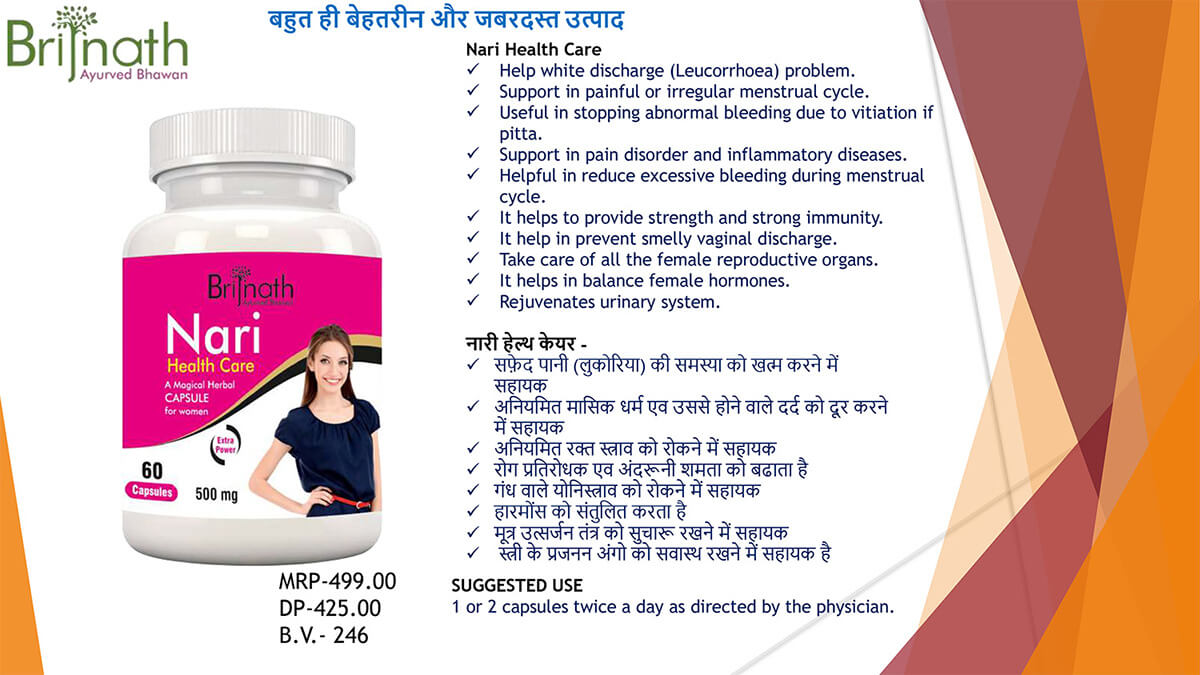 Brijnath
Ayurved Bhawan
बहुत ही बेहतरीन और जबरदस्त उत्पाद
Nari Health Care
✓ Help white discharge (Leucorrhoea) problem.
✓ Support in painful or irregular menstrual cycle.
✓ Useful in stopping abnormal bleeding due to vitiation if
pitta.
✓ Support in pain disorder and inflammatory diseases.
✓ Helpful in reduce excessive bleeding during menstrual
cycle.
✓ It helps to provide strength and strong immunity.
✓ It help in prevent smelly vaginal discharge.
✓ Take care of all the female reproductive organs.
✓ It helps in balance female hormones.
✓ Rejuvenates urinary system.
नारी हेल्थ केयर -
✓ सफ़ेद पानी (लुकोरिया) की समस्या को खत्म करने में
सहायक
✓ अनियमित मासिक धर्म एव उससे होने वाले दर्द को दूर करने
में सहायक
✓ अनियमित रक्त स्त्राव को रोकने में सहायक
✓ रोग प्रतिरोधक एव अंदरूनी शमता को बढाता है
✓ गंध वाले योनिस्त्राव को रोकने में सहायक
✓ हारमोंस को संतुलित करता है
✓ मूत्र उत्सर्जन तंत्र को सुचारू रखने में सहायक
✓ स्त्री के प्रजनन अंगो को सवास्थ रखने में सहायक है
SUGGESTED USE
1 or 2 capsules twice a day as directed by the physician.
Brijnath
Ayurved Bhawan
Nari
Health Care
A Magical Herbal
CAPSULE
for women
Extra
Power
60
Capsules
500 mg
MRP-499.00
DP-425.00
B.V.- 246